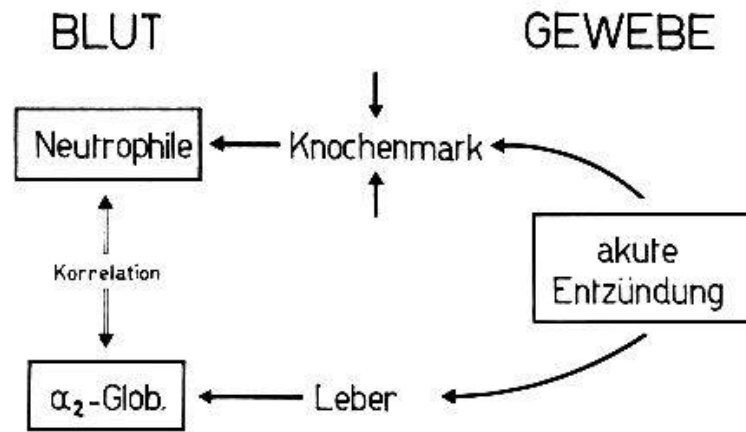 BLUT
GEWEBE
Neutrophile
Knochenmark
akute
Entzündung
Korrelation
α₂-Glob.
Leber